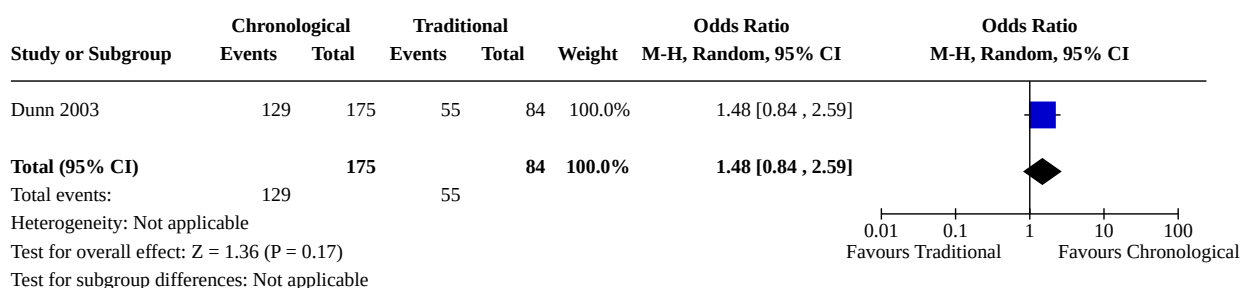 Chronological Traditional Odds Ratio Odds Ratio
Study or Subgroup Events Total Events Total Weight M-H, Random, 95% CI M-H, Random, 95% CI
Dunn 2003 129 175 55 84 100.0% 1.48 [0.84 , 2.59]
Total (95% CI) 175 84 100.0% 1.48 [0.84 , 2.59]
Total events: 129 55
Heterogeneity: Not applicable
0.01 0.1 1 10 100
Test for overall effect: Z = 1.36 (P = 0.17) Favours Traditional Favours Chronological
Test for subgroup differences: Not applicable